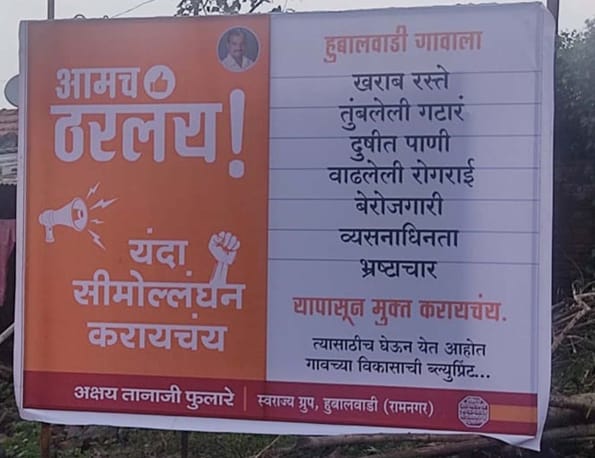 आमच
ठरलय!
यंदा
सीमोल्लंघन
करायचंय
हुबालवाडी गावाला
खराब रस्ते
तुंबलेली गटारं
दुषीत पाणी
वाढलेली रोगराई
बेरोजगारी
व्यसनाधिनता
भ्रष्टाचार
यापासून मुक्त करायचंय.
त्यासाठीच घेऊन येत आहोत
गावच्या विकासाची ब्ल्युप्रिंट...
अक्षय तानाजी फुलारे | स्वराज्य ग्रुप, हुबालवाडी (रामनगर)